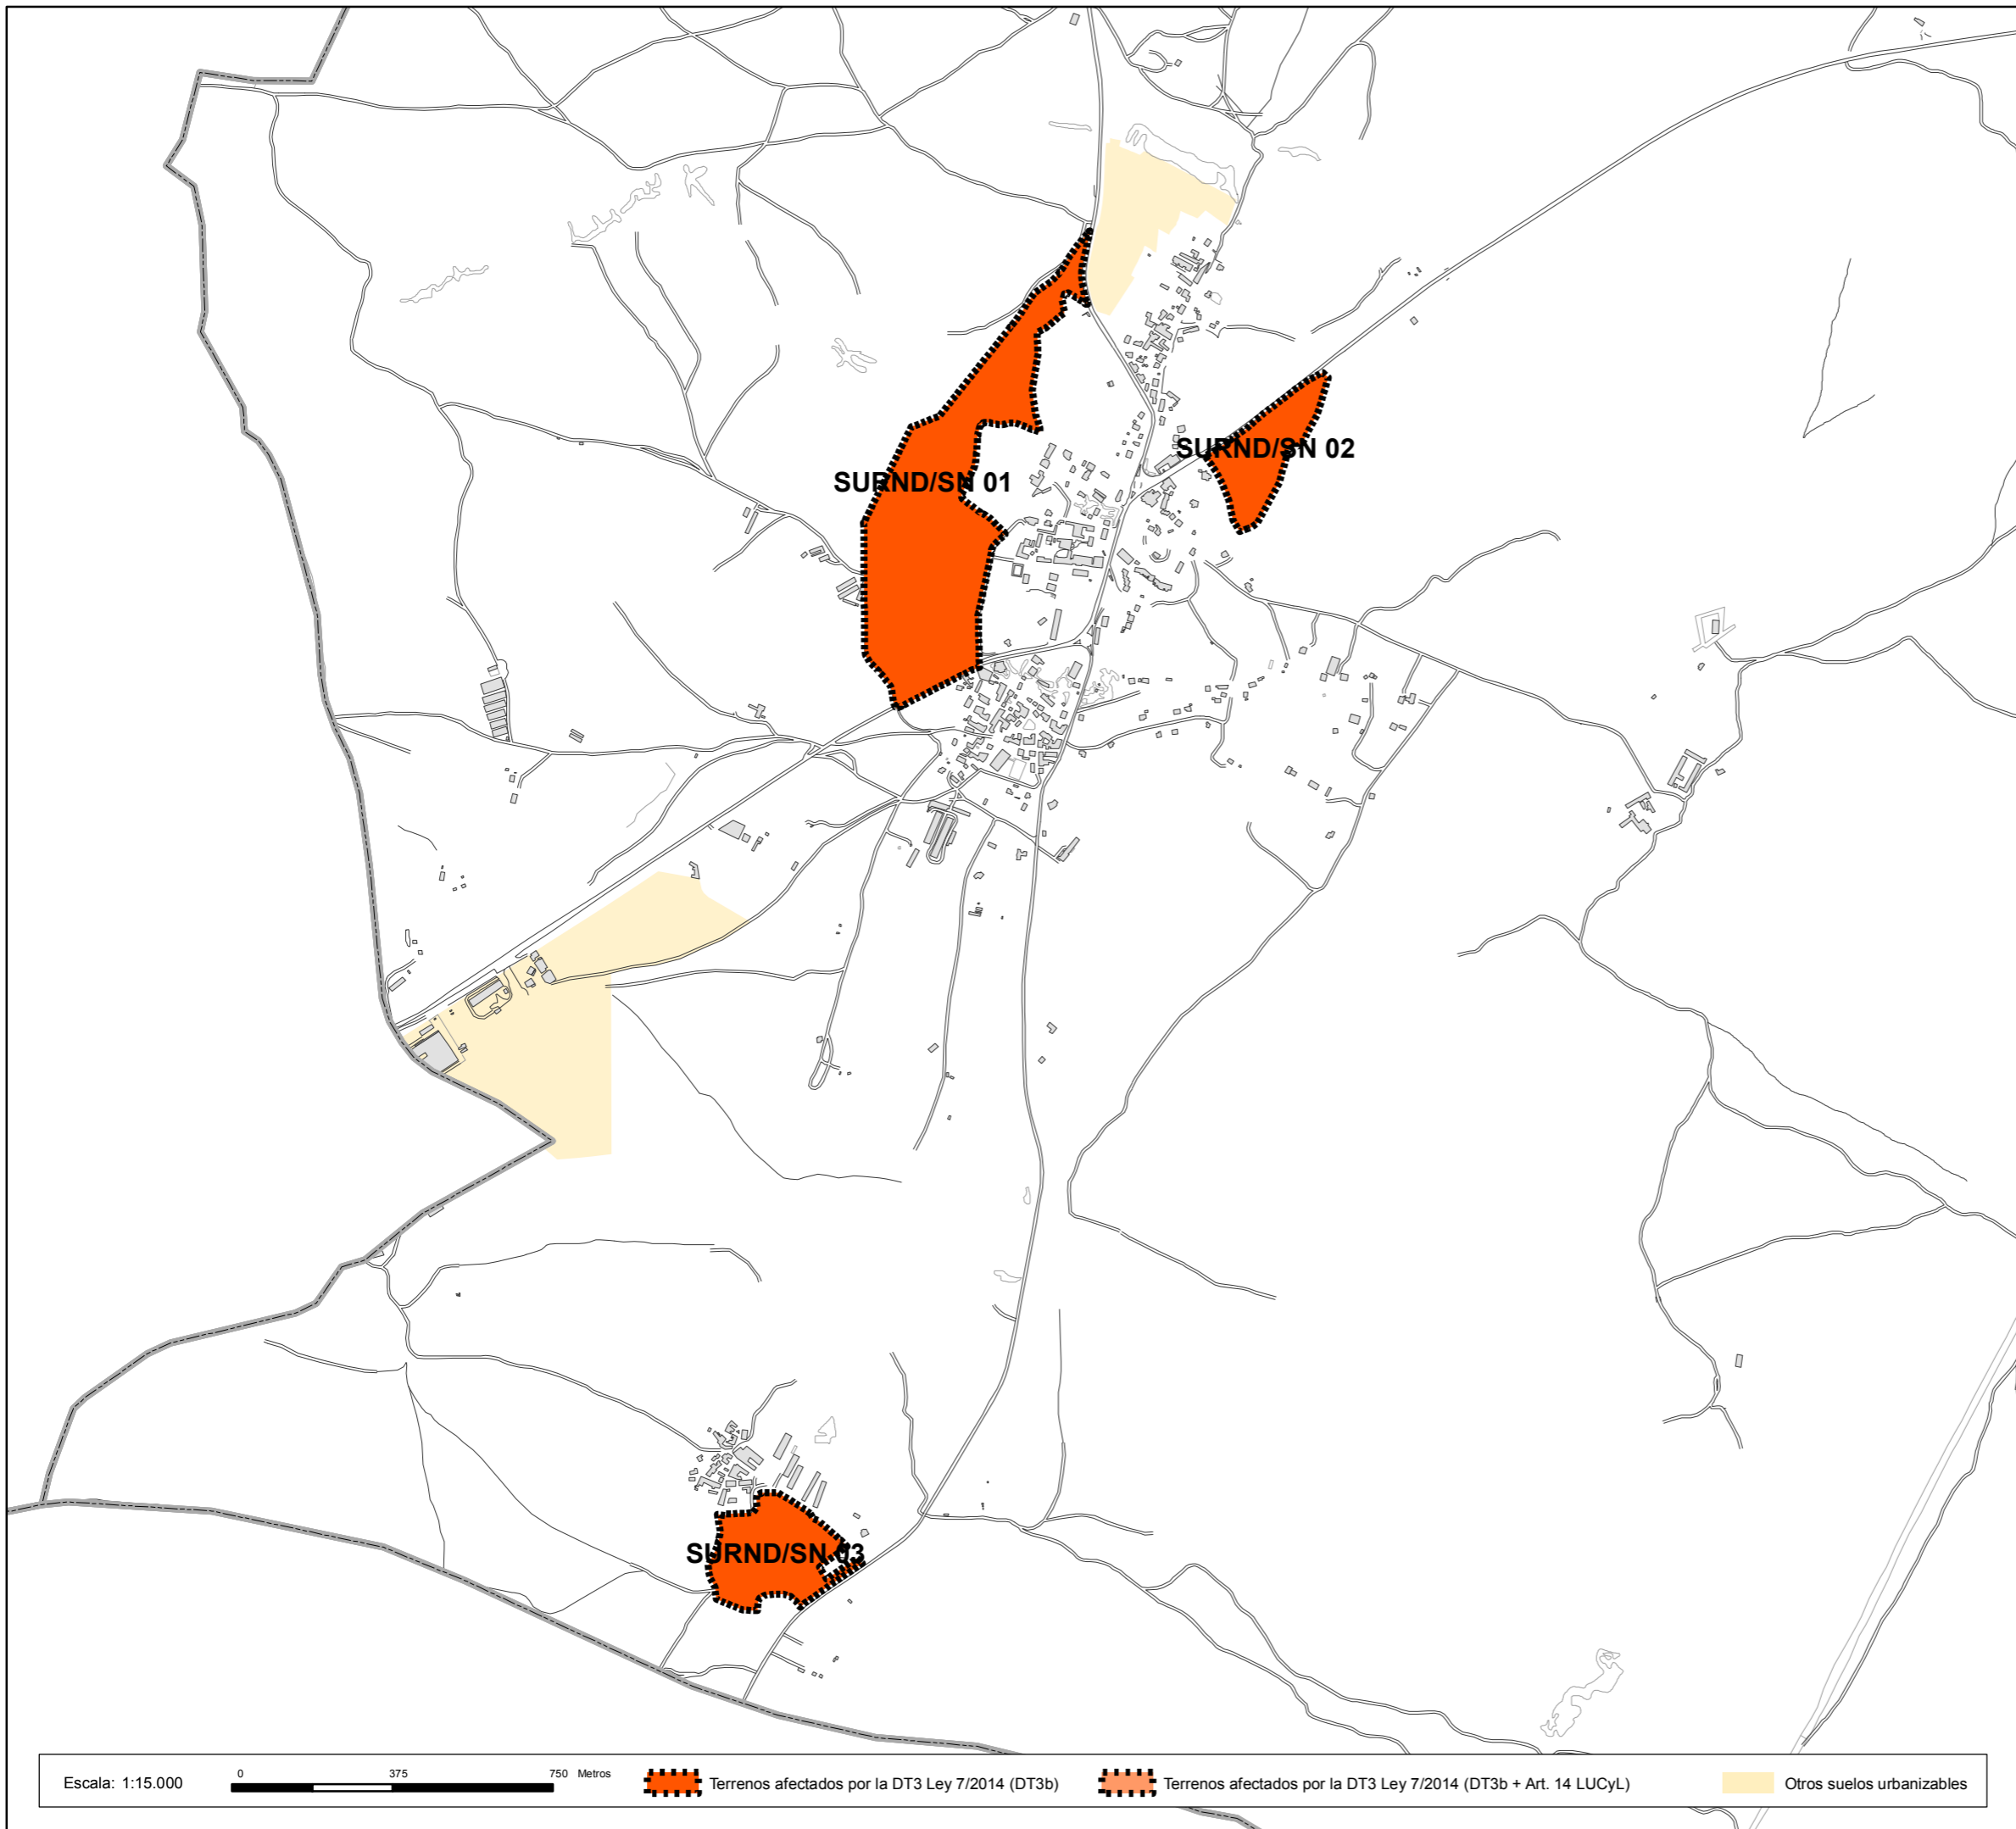 SURND/SN 02
SURND/SN 01
SURND/SN 03
Escala: 1:15.000
0 375 750 Metros
Terrenos afectados por la DT3 Ley 7/2014 (DT3b)
Terrenos afectados por la DT3 Ley 7/2014 (DT3b + Art. 14 LUCyL)
Otros suelos urbanizables